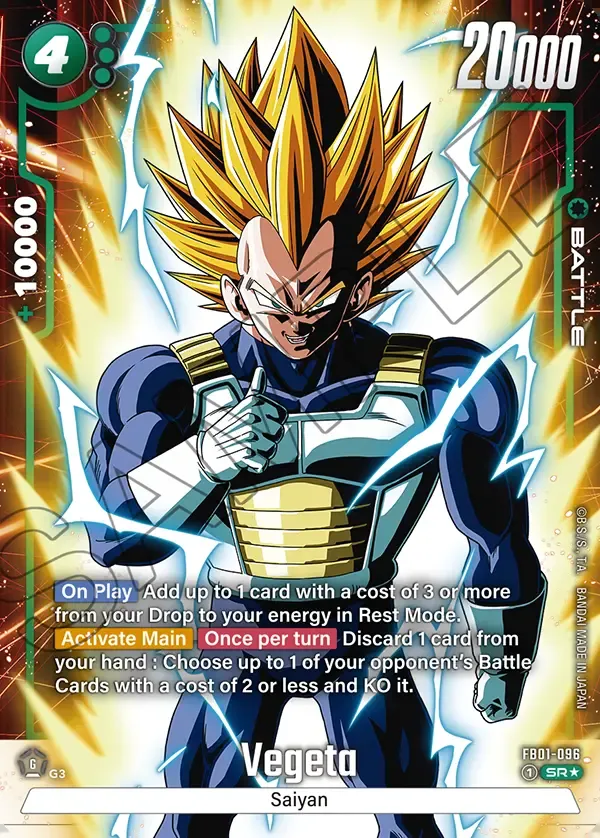 4
20000
+ 10000
BATTLE
SAMPLE
©B.S./S., T.A. BANDAI MADE IN JAPAN
On Play Add up to 1 card with a cost of 3 or more
from your Drop to your energy in Rest Mode.
Activate Main Once per turn Discard 1 card from
your hand : Choose up to 1 of your opponent's Battle
Cards with a cost of 2 or less and KO it.
G
G3
Vegeta
FB01-096
1 SR★
Saiyan